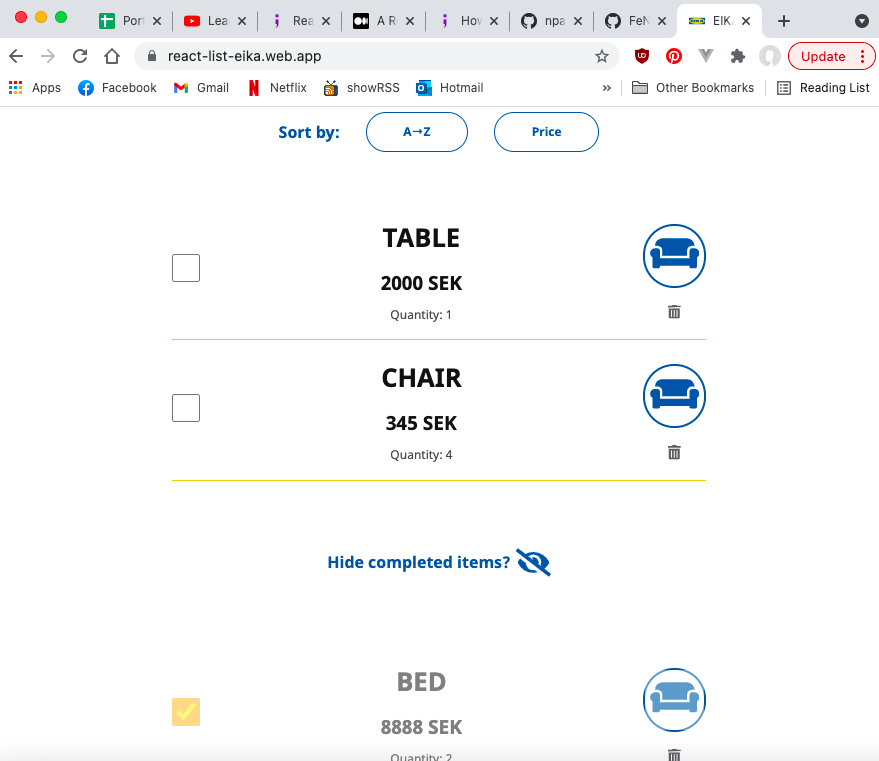 Port
Lear
Rea
A R
How
npa
FeN
EIKA
react-list-eika.web.app
Update
Apps
Facebook
Gmail
Netflix
showRSS
Hotmail
»
Other Bookmarks
Reading List
Sort by:
A→Z
Price
TABLE
2000 SEK
Quantity: 1
CHAIR
345 SEK
Quantity: 4
Hide completed items?
BED
8888 SEK
Quantity: 2